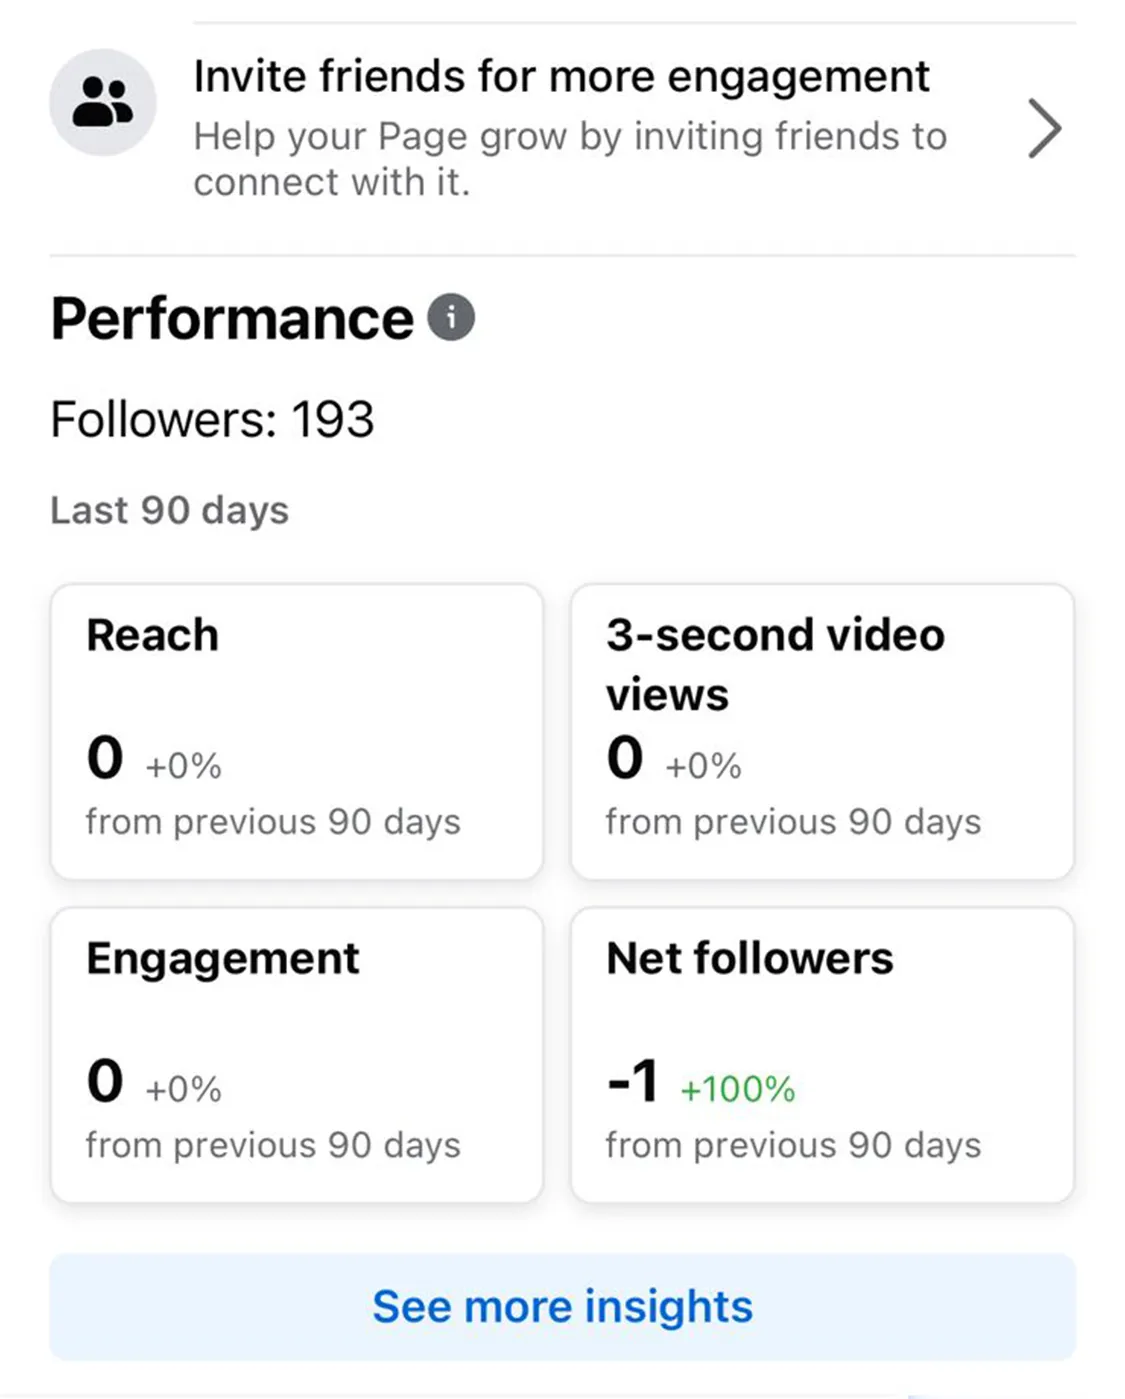 Invite friends for more engagement
Help your Page grow by inviting friends to
connect with it.
Performance
Followers: 193
Last 90 days
Reach
0 +0%
from previous 90 days
3-second video
views
0 +0%
from previous 90 days
Engagement
0 +0%
from previous 90 days
Net followers
-1 +100%
from previous 90 days
See more insights